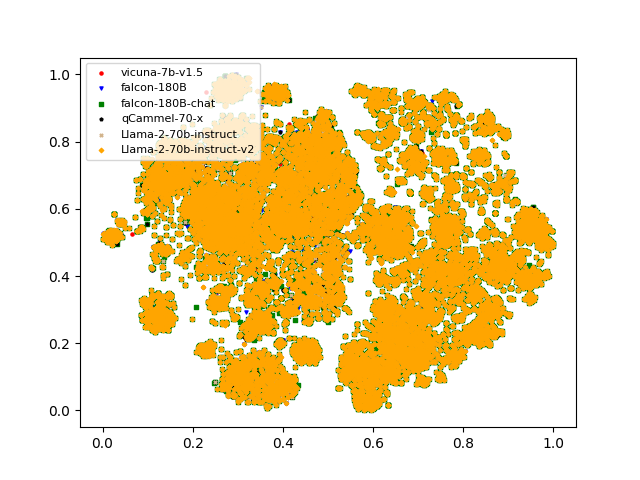 vicuna-7b-v1.5
falcon-180B
falcon-180B-chat
qCammel-70-x
Llama-2-70b-instruct
Llama-2-70b-instruct-v2
1.0
0.8
0.6
0.4
0.2
0.0
0.0 0.2 0.4 0.6 0.8 1.0